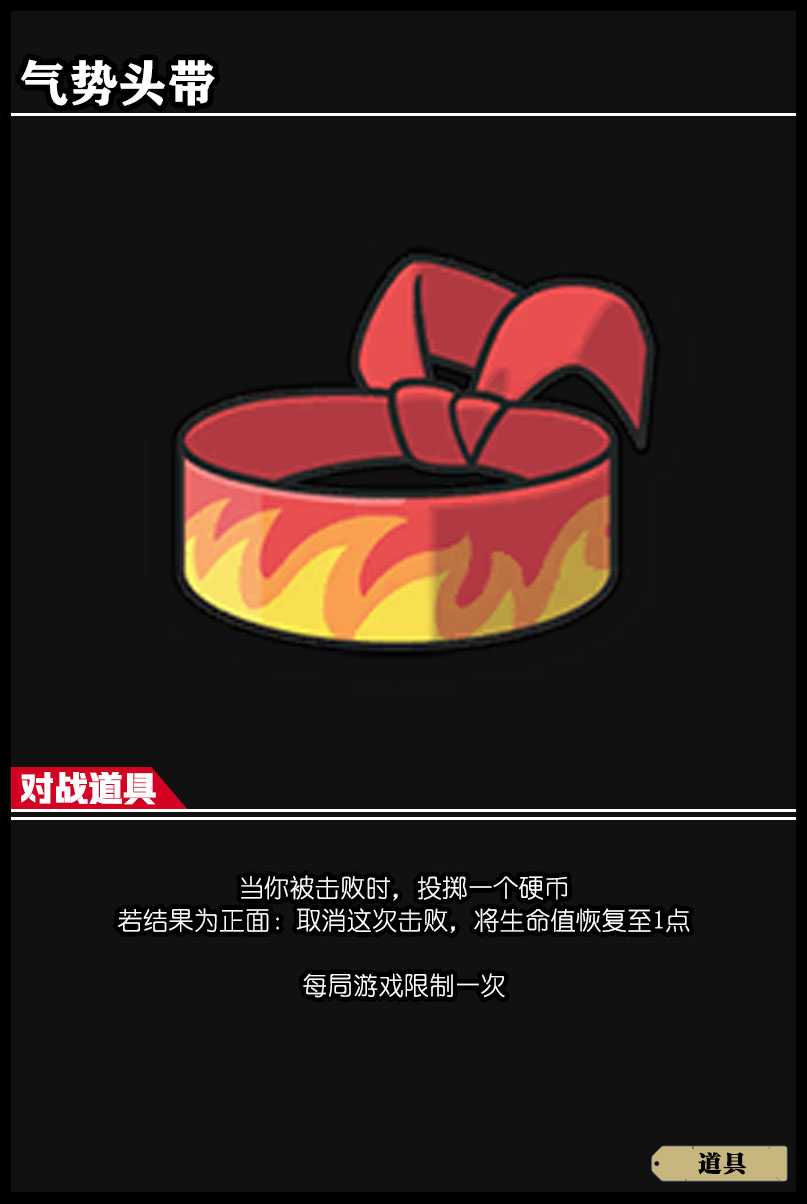 气势头带
对战道具
当你被击败时，投掷一个硬币
若结果为正面：取消这次击败，将生命值恢复至1点
每局游戏限制一次
道具